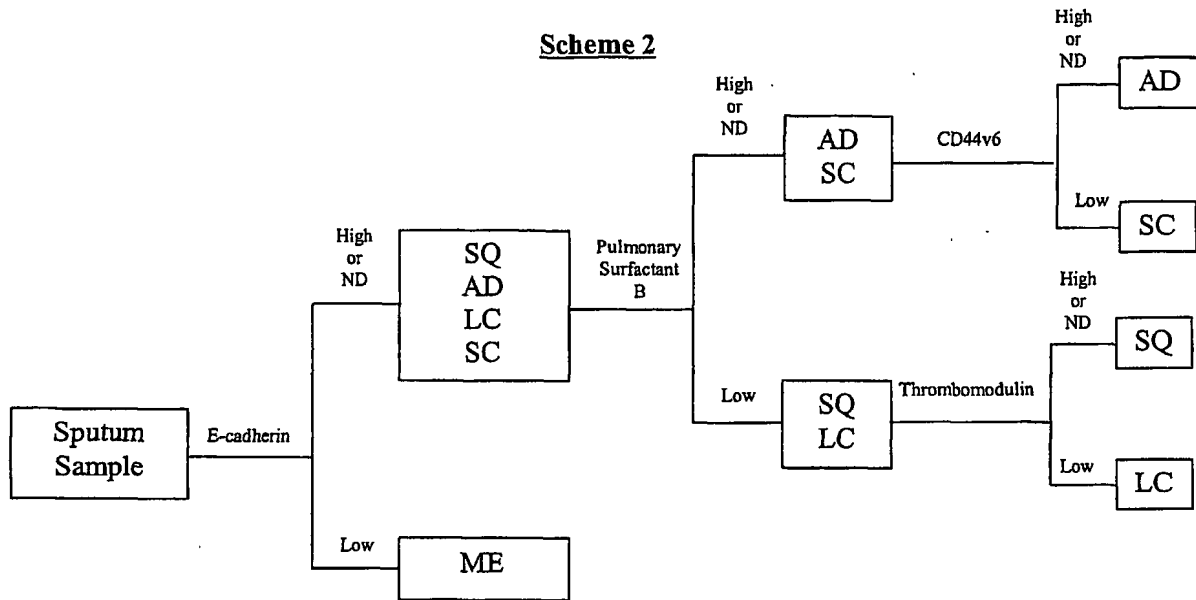 Scheme 2
Sputum
Sample
E-cadherin
High
or
ND
SQ
AD
LC
SC
Low
ME
Pulmonary
Surfactant
B
High
or
ND
AD
SC
CD44v6
High
or
ND
AD
Low
SC
Low
SQ
LC
Thrombomodulin
High
or
ND
SQ
Low
LC